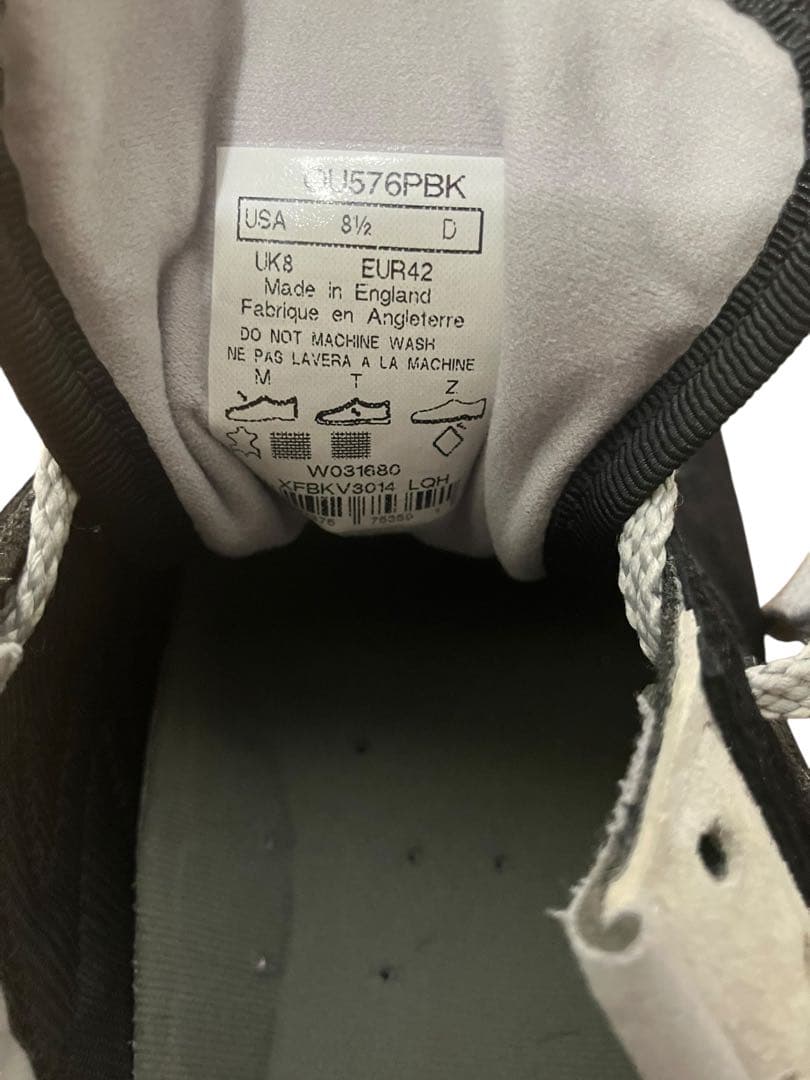 OU576PBK
USA 8½ D
UK8 EUR42
Made in England
Fabrique en Angleterre
DO NOT MACHINE WASH
NE PAS LAVERA A LA MACHINE
M T Z
W031680
XFBKV3014 LQH